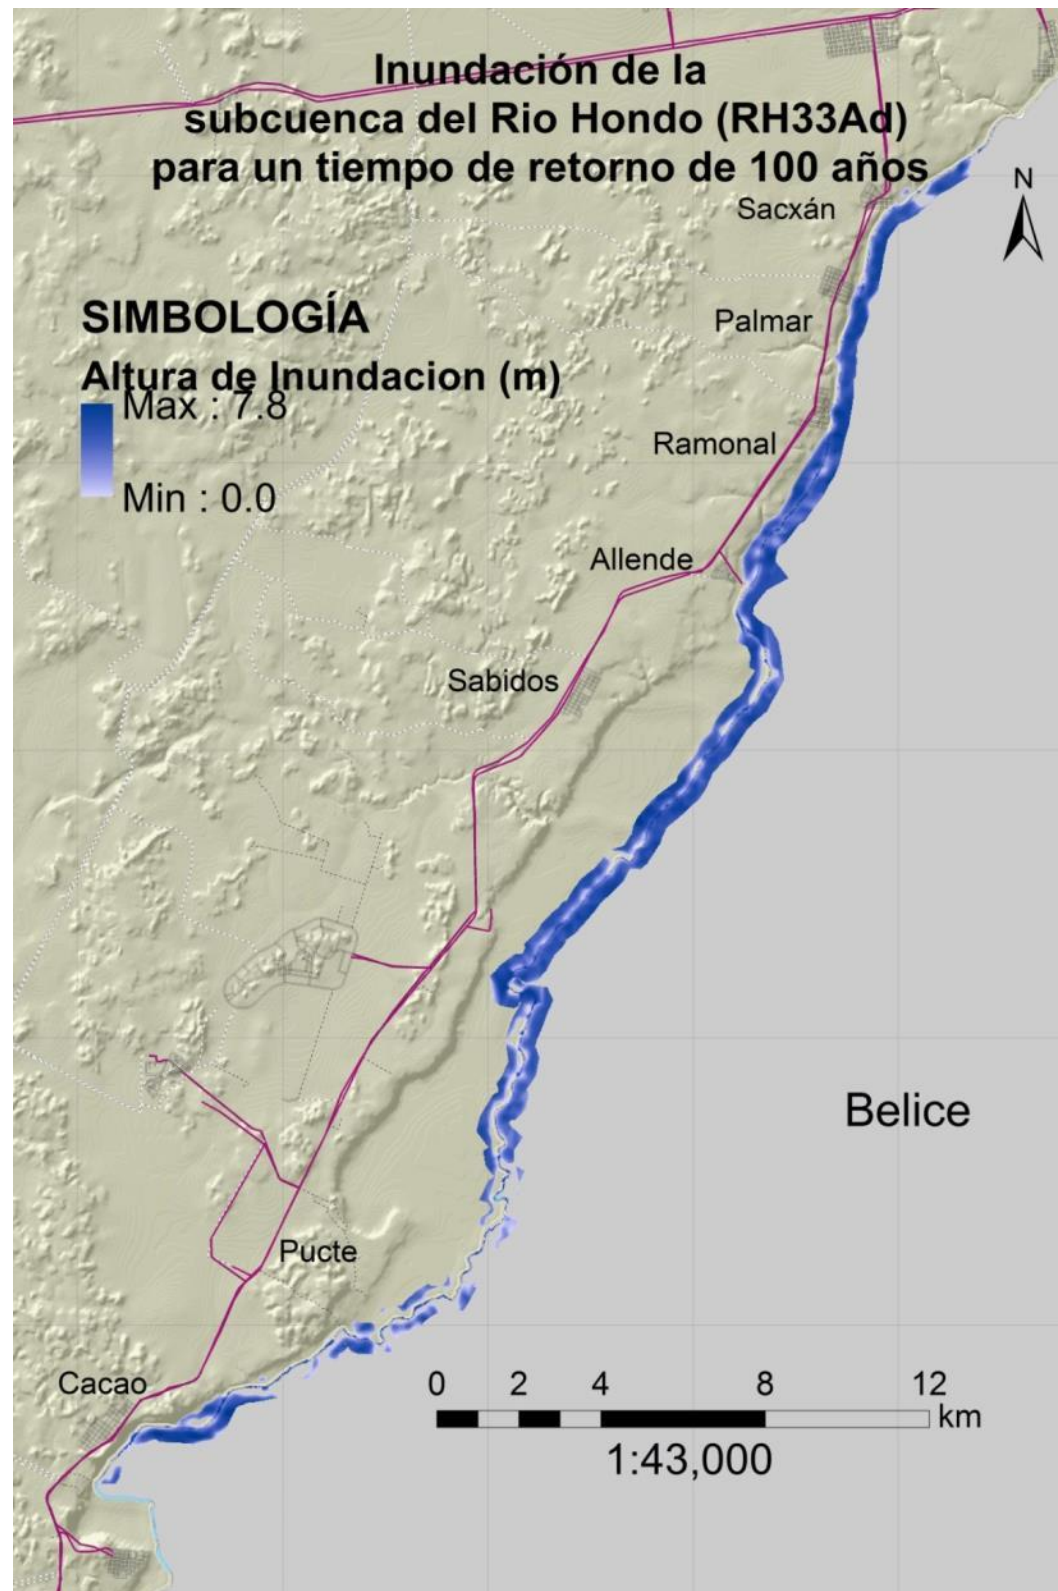 Inundación de la
subcuenca del Rio Hondo (RH33Ad)
para un tiempo de retorno de 100 años
N
Sacxán
SIMBOLOGÍA
Palmar
Altura de Inundacion (m)
Max : 7.8
Ramonal
Min : 0.0
Allende
Sabidos
Belice
Pucte
Cacao
0 2 4 8 12
km
1:43,000